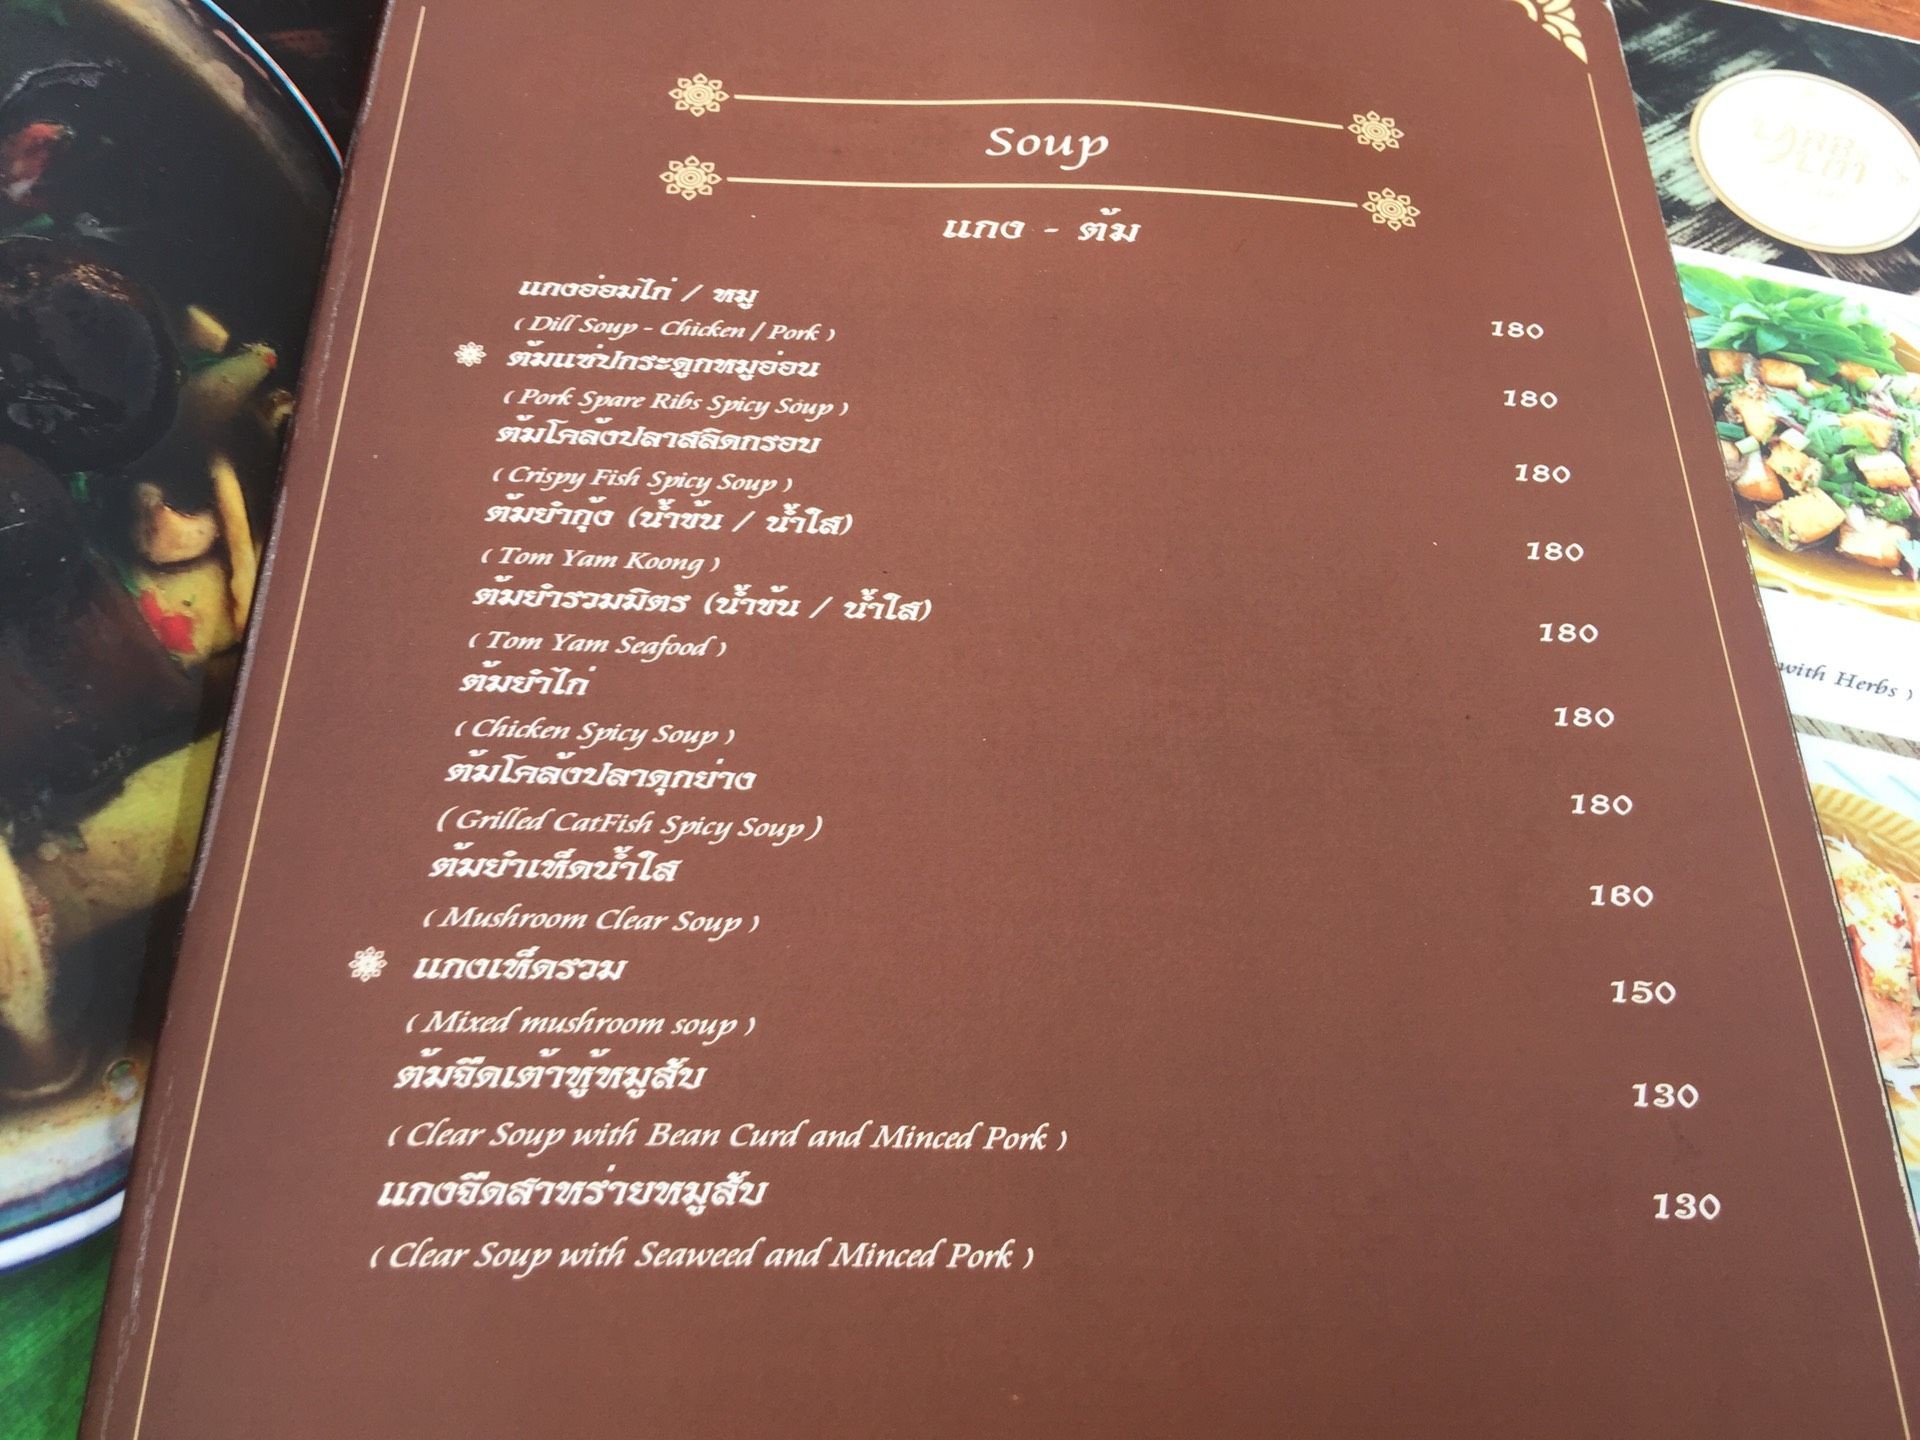 Soup
แกง - ต้ม
แกงอ่อมไก่ / หมู
( Dill Soup - Chicken / Pork ) 180
ต้มแซ่บกระดูกหมูอ่อน
( Pork Spare Ribs Spicy Soup ) 180
ต้มโคล้งปลาสลิดกรอบ
( Crispy Fish Spicy Soup ) 180
ต้มยำกุ้ง (น้ำข้น / น้ำใส)
( Tom Yam Koong ) 180
ต้มยำรวมมิตร (น้ำข้น / น้ำใส)
( Tom Yam Seafood ) 180
ต้มยำไก่
( Chicken Spicy Soup ) 180
ต้มโคล้งปลาดุกย่าง
( Grilled CatFish Spicy Soup ) 180
ต้มยำเห็ดน้ำใส
( Mushroom Clear Soup ) 160
แกงเห็ดรวม
( Mixed mushroom soup ) 150
ต้มจืดเต้าหู้หมูสับ
( Clear Soup with Bean Curd and Minced Pork ) 130
แกงจืดสาหร่ายหมูสับ
( Clear Soup with Seaweed and Minced Pork ) 130
with Herbs )